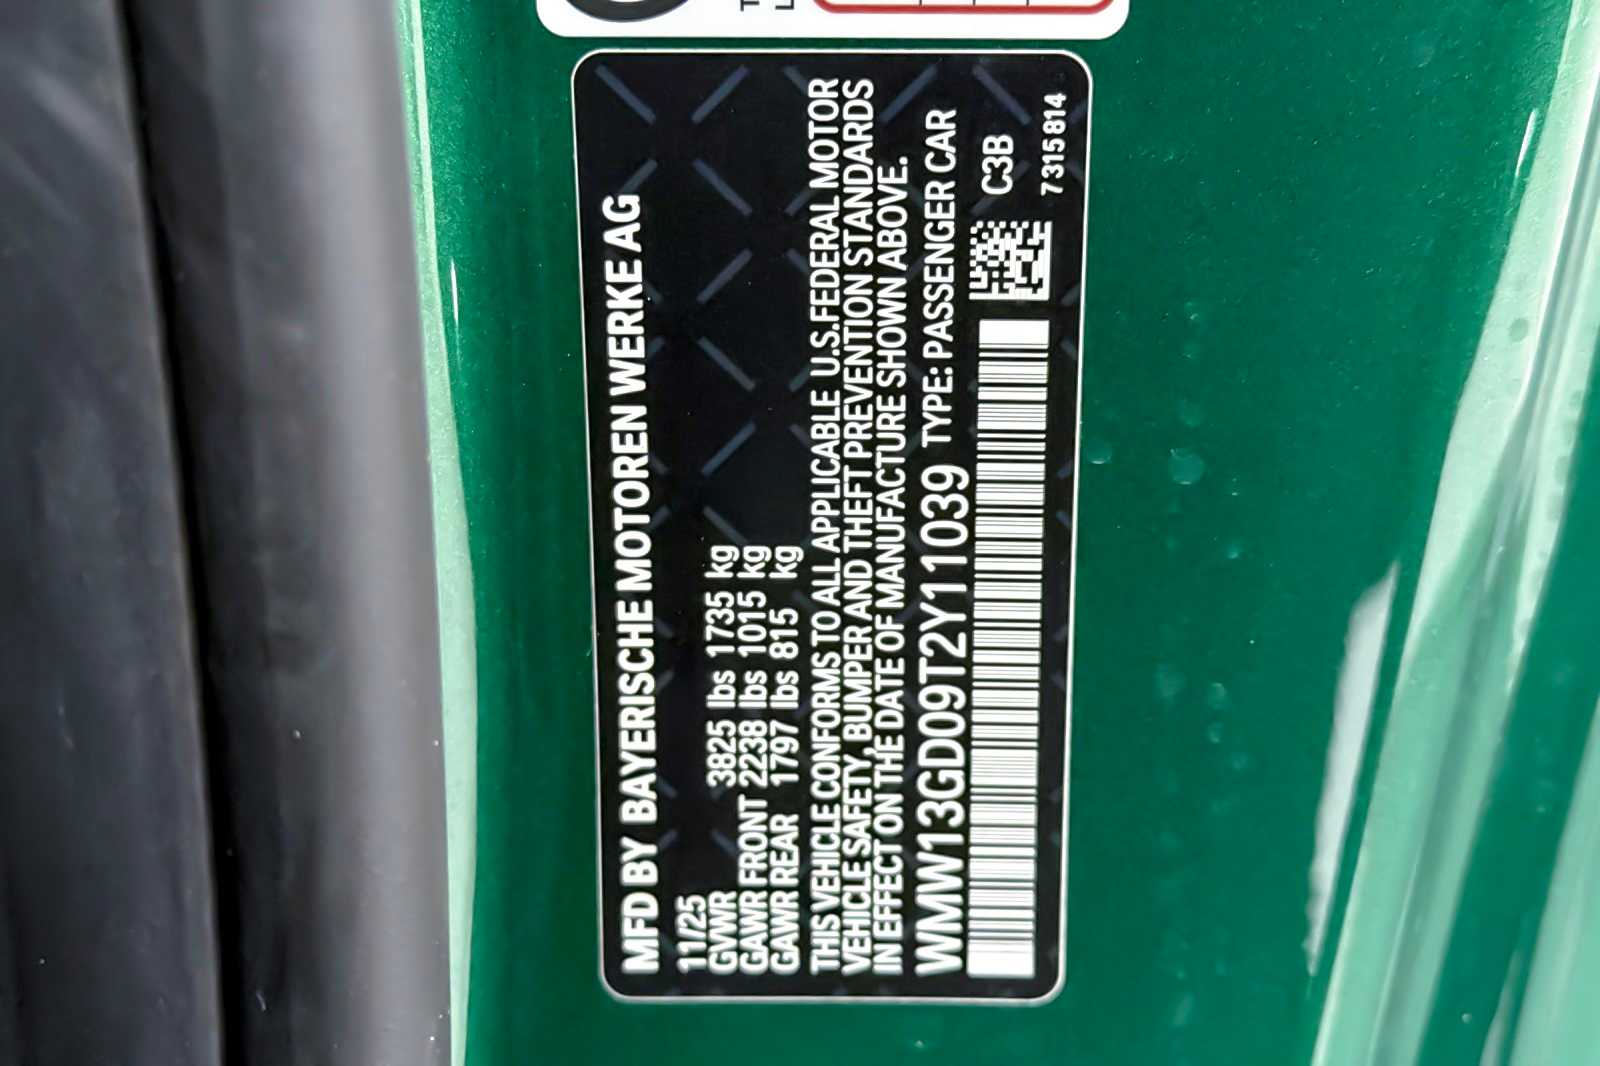 MFD BY BAYERISCHE MOTOREN WERKE AG
11/25
GVWR 3825 lbs 1735 kg
GAWR FRONT 2238 lbs 1015 kg
GAWR REAR 1797 lbs 815 kg
THIS VEHICLE CONFORMS TO ALL APPLICABLE U.S.FEDERAL MOTOR
VEHICLE SAFETY, BUMPER AND THEFT PREVENTION STANDARDS
IN EFFECT ON THE DATE OF MANUFACTURE SHOWN ABOVE.
WMW13GD09T2Y11039 TYPE: PASSENGER CAR
C3B
7315814